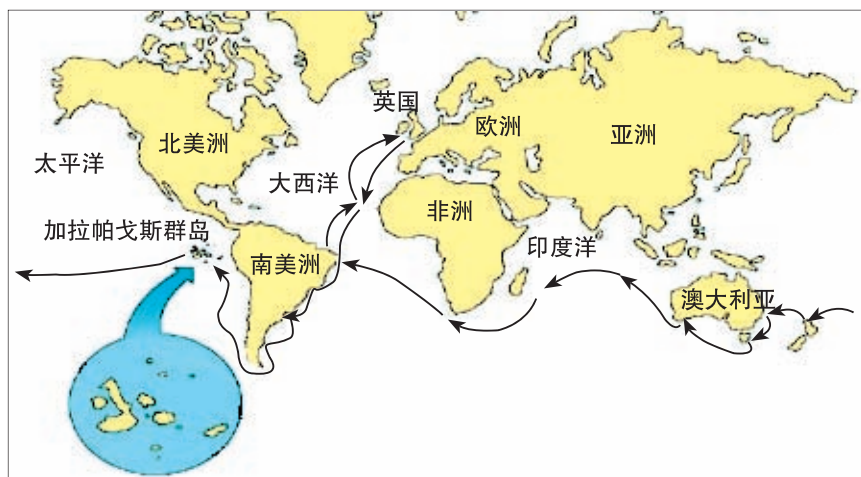 英国
欧洲
亚洲
北美洲
太平洋
大西洋
非洲
加拉帕戈斯群岛
印度洋
南美洲
澳大利亚